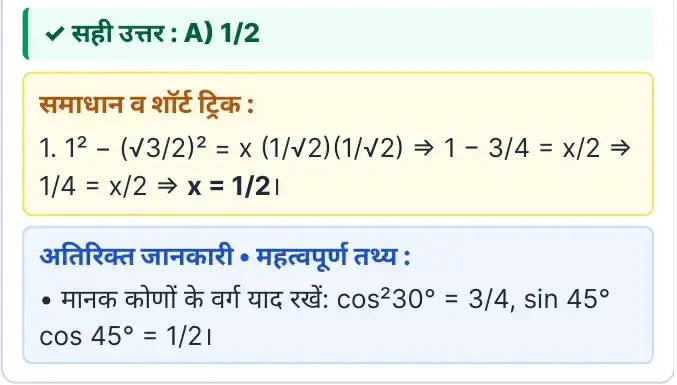 ✓ सही उत्तर : A) 1/2
समाधान व शॉर्ट ट्रिक :
1. 1² − (√3/2)² = x (1/√2)(1/√2) ⇒ 1 − 3/4 = x/2 ⇒
1/4 = x/2 ⇒ x = 1/2।
अतिरिक्त जानकारी • महत्वपूर्ण तथ्य :
• मानक कोणों के वर्ग याद रखें: cos²30° = 3/4, sin 45°
cos 45° = 1/2।